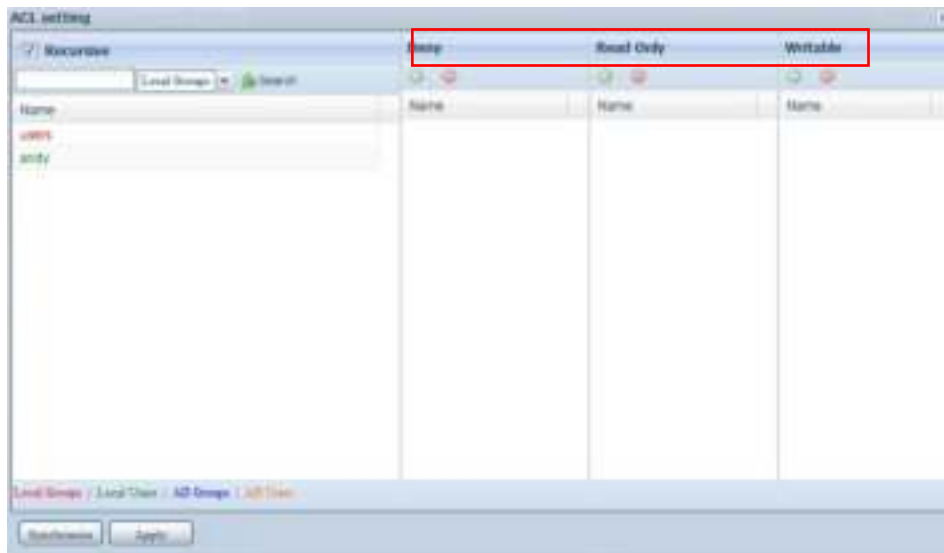 ACL setting
Recursive Deny Read Only Writable
Local Groups Search
Name Name Name Name
users
andy
Local Groups / Local Users / AD Groups / AD Users
Synchronize Apply